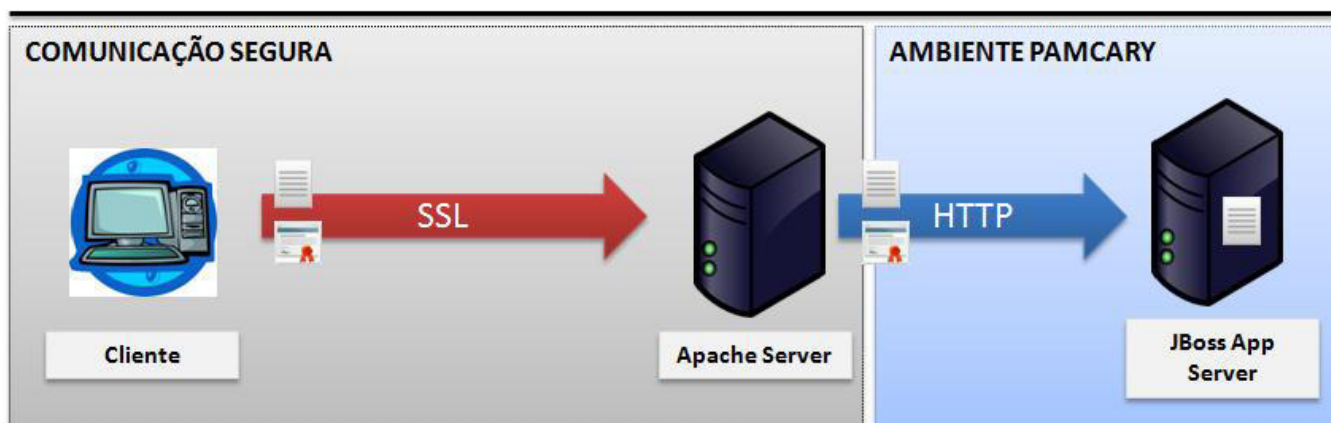 COMUNICAÇÃO SEGURA
AMBIENTE PAMCARY
SSL
HTTP
Cliente
Apache Server
JBoss App
Server